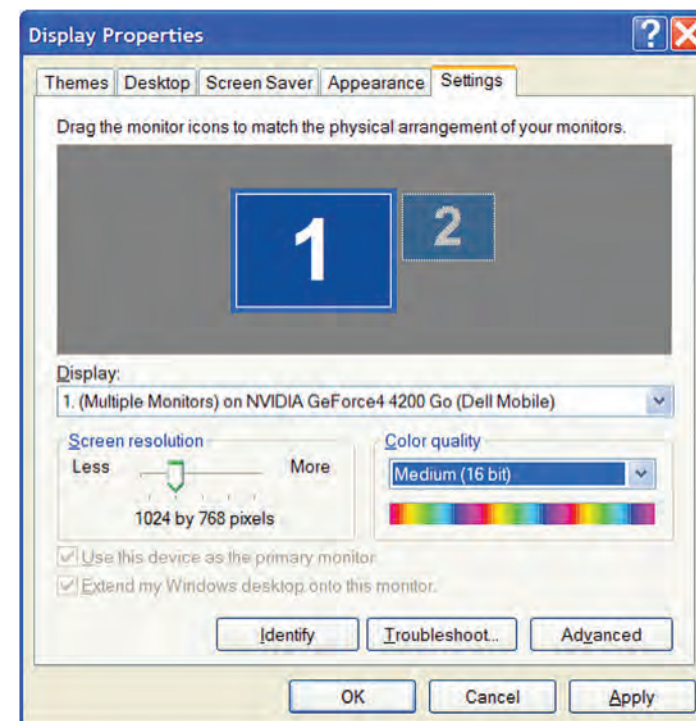 Display Properties
Themes Desktop Screen Saver Appearance Settings
Drag the monitor icons to match the physical arrangement of your monitors.
1 2
Display:
1. (Multiple Monitors) on NVIDIA GeForce4 4200 Go (Dell Mobile)
Screen resolution
Less More
1024 by 768 pixels
Color quality
Medium (16 bit)
Use this device as the primary monitor.
Extend my Windows desktop onto this monitor.
Identify Troubleshoot... Advanced
OK Cancel Apply